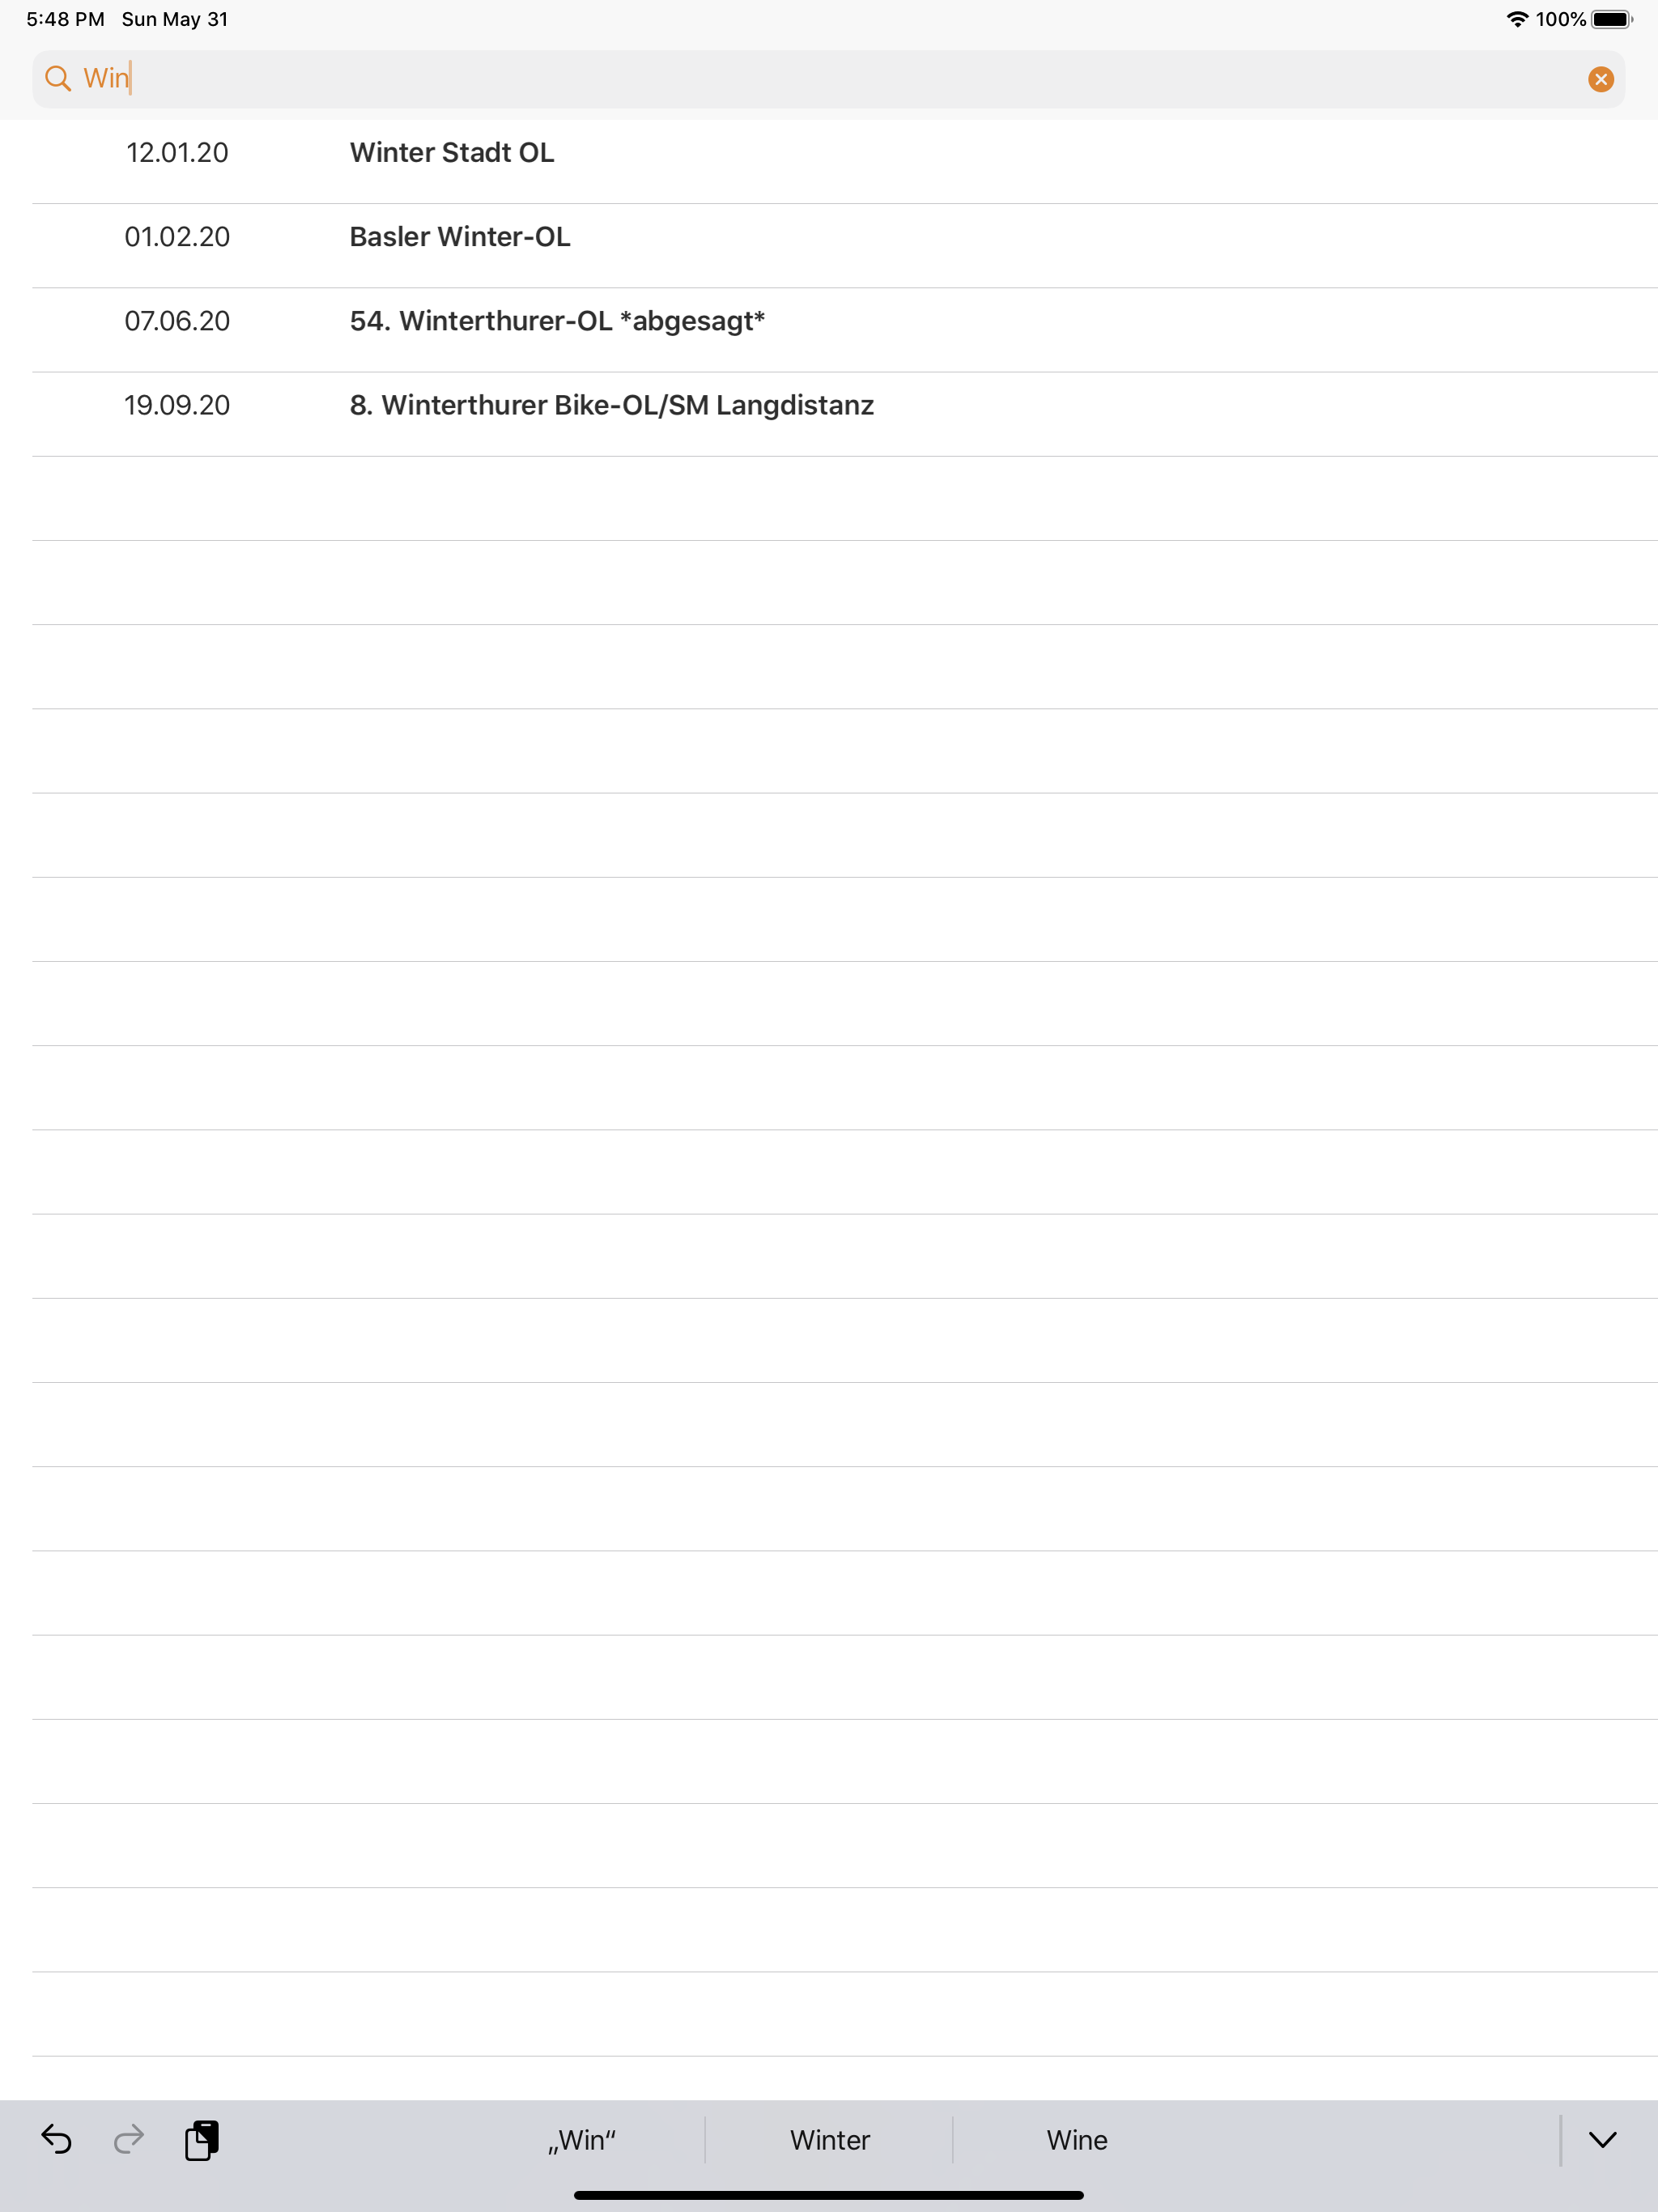 5:48 PM Sun May 31 100%
Win
12.01.20 Winter Stadt OL
01.02.20 Basler Winter-OL
07.06.20 54. Winterthurer-OL *abgesagt*
19.09.20 8. Winterthurer Bike-OL/SM Langdistanz
„Win“ Winter Wine